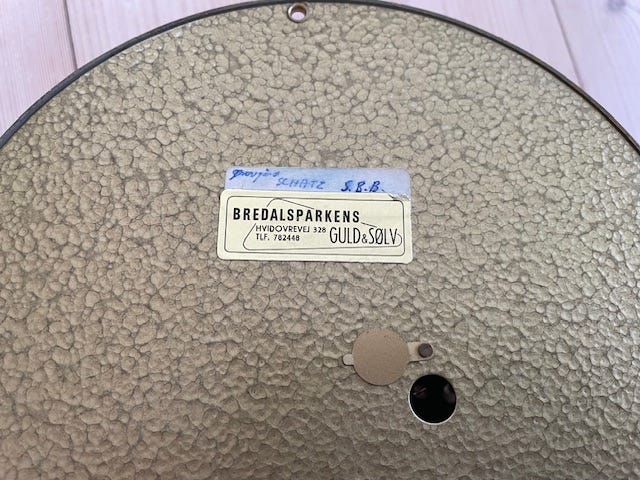 SCHATZ S.B.B.
BREDALSPARKENS
HVIDOVREVEJ 328 GULD & SØLV
TLF. 782448